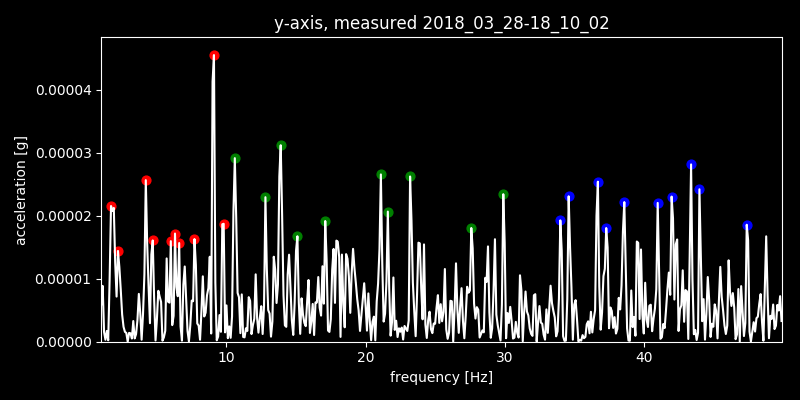 y-axis, measured 2018_03_28-18_10_02
0.00004
0.00003
0.00002
0.00001
0.00000
acceleration [g]
10 20 30 40
frequency [Hz]